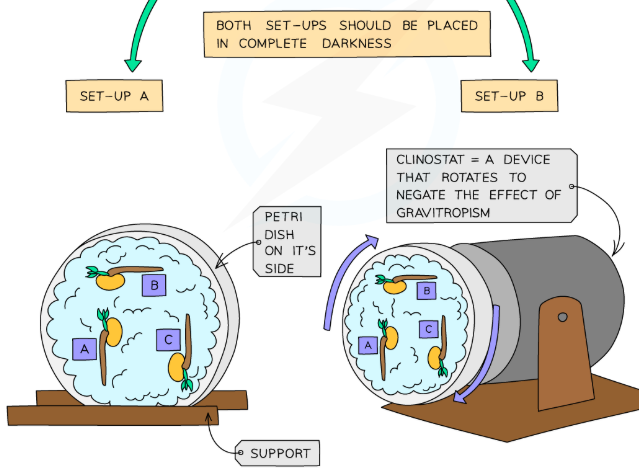 BOTH SET-UPS SHOULD BE PLACED
IN COMPLETE DARKNESS
SET-UP A
SET-UP B
CLINOSTAT = A DEVICE
THAT ROTATES TO
NEGATE THE EFFECT OF
GRAVITROPISM
PETRI
DISH
ON IT'S
SIDE
B
A
C
B
C
A
SUPPORT